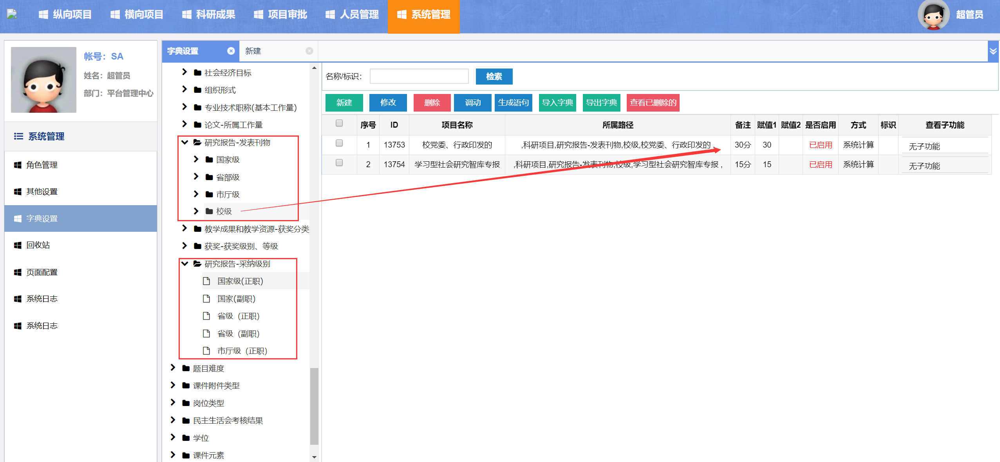 纵向项目 横向项目 科研成果 项目审批 人员管理 系统管理 超管员
帐号：SA
姓名：超管员
部门：平台管理中心
系统管理
角色管理
其他设置
字典设置
回收站
页面配置
系统日志
系统日志
字典设置 新建
社会经济目标
组织形式
专业技术职称(基本工作量)
论文-所属工作量
研究报告-发表刊物
国家级
省部级
市厅级
校级
教学成果和教学资源-获奖分类
获奖-获奖级别、等级
研究报告-采纳级别
国家级(正职)
国家(副职)
省级（正职）
省级（副职）
市厅级（正职）
题目难度
课件附件类型
岗位类型
民主生活会考核结果
学位
课件元素
名称/标识： 检索
新建 修改 删除 调动 生成语句 导入字典 导出字典 查看已删除的
序号 ID 项目名称 所属路径 备注 赋值1 赋值2 是否启用 方式 标识 查看子功能
1 13753 校党委、行政印发的 ,科研项目,研究报告-发表刊物,校级,校党委、行政印发的 , 30分 30 已启用 系统计算 无子功能
2 13754 学习型社会研究智库专报 ,科研项目,研究报告-发表刊物,校级,学习型社会研究智库专报 , 15分 15 已启用 系统计算 无子功能